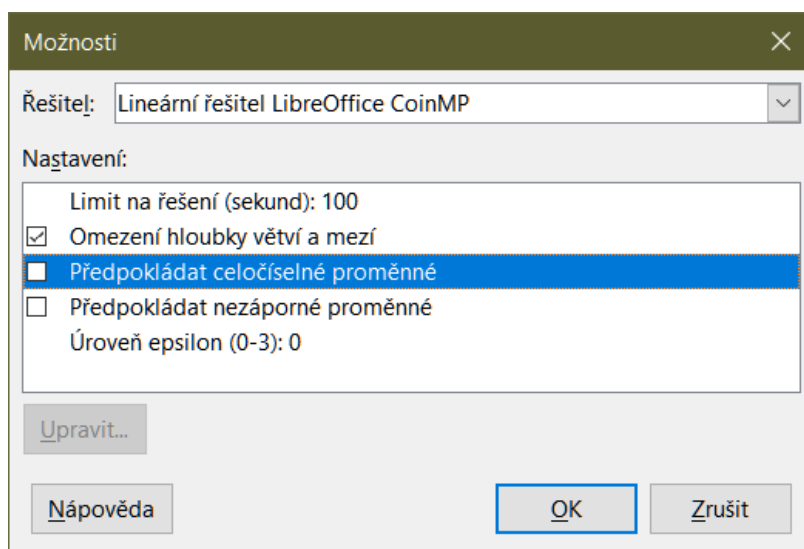 Možnosti
Řešitel: Lineární řešitel LibreOffice CoinMP
Nastavení:
Limit na řešení (sekund): 100
Omezení hloubky větví a mezí
Předpokládat celočíselné proměnné
Předpokládat nezáporné proměnné
Úroveň epsilon (0-3): 0
Upravit...
Nápověda OK Zrušit